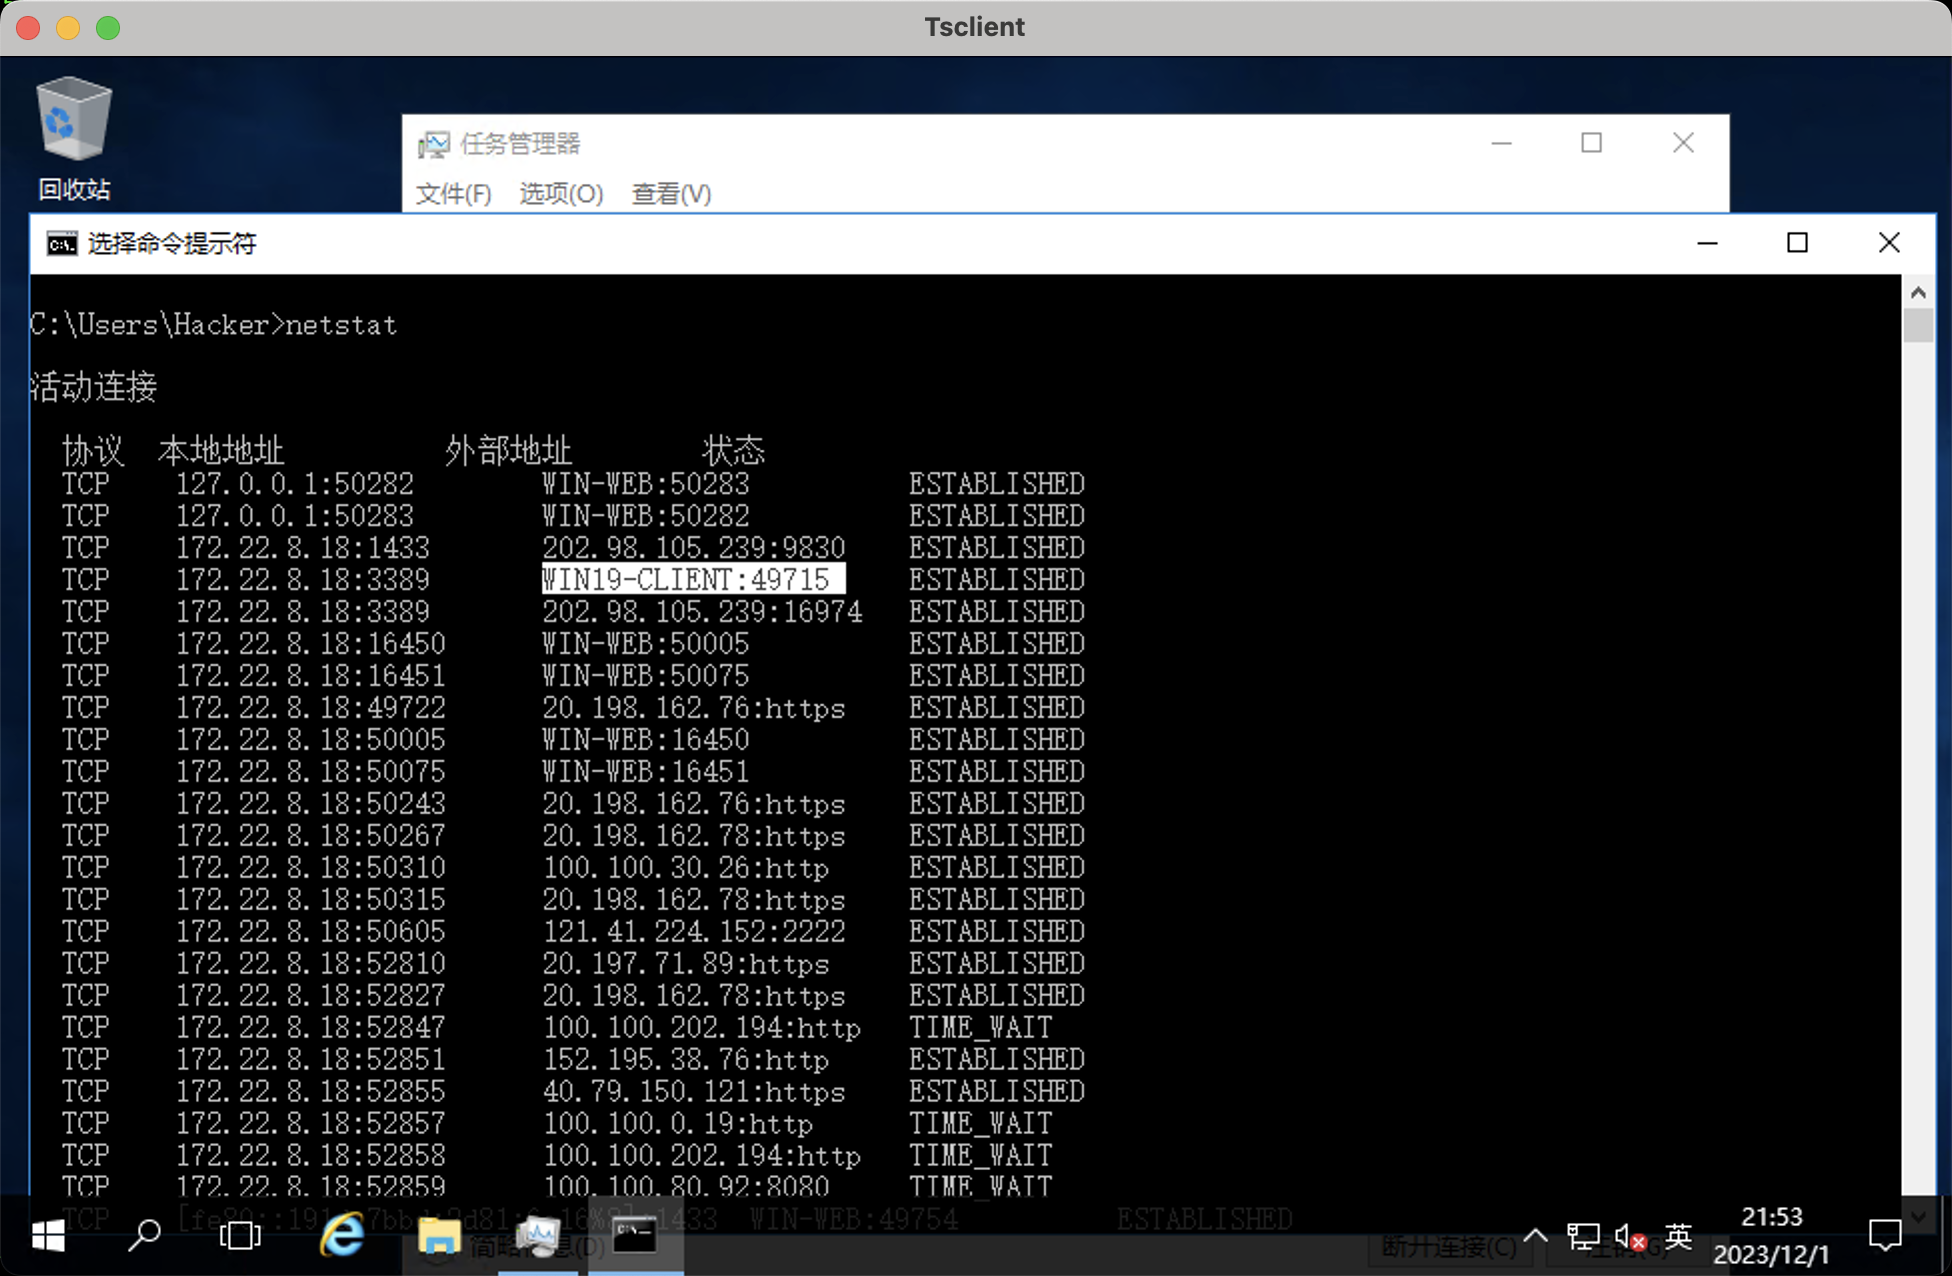 Tsclient
回收站
任务管理器
文件(F) 选项(O) 查看(V)
选择命令提示符
C:\Users\Hacker>netstat
活动连接
协议 本地地址 外部地址 状态
TCP 127.0.0.1:50282 WIN-WEB:50283 ESTABLISHED
TCP 127.0.0.1:50283 WIN-WEB:50282 ESTABLISHED
TCP 172.22.8.18:1433 202.98.105.239:9830 ESTABLISHED
TCP 172.22.8.18:3389 WIN19-CLIENT:49715 ESTABLISHED
TCP 172.22.8.18:3389 202.98.105.239:16974 ESTABLISHED
TCP 172.22.8.18:16450 WIN-WEB:50005 ESTABLISHED
TCP 172.22.8.18:16451 WIN-WEB:50075 ESTABLISHED
TCP 172.22.8.18:49722 20.198.162.76:https ESTABLISHED
TCP 172.22.8.18:50005 WIN-WEB:16450 ESTABLISHED
TCP 172.22.8.18:50075 WIN-WEB:16451 ESTABLISHED
TCP 172.22.8.18:50243 20.198.162.76:https ESTABLISHED
TCP 172.22.8.18:50267 20.198.162.78:https ESTABLISHED
TCP 172.22.8.18:50310 100.100.30.26:http ESTABLISHED
TCP 172.22.8.18:50315 20.198.162.78:https ESTABLISHED
TCP 172.22.8.18:50605 121.41.224.152:2222 ESTABLISHED
TCP 172.22.8.18:52810 20.197.71.89:https ESTABLISHED
TCP 172.22.8.18:52827 20.198.162.78:https ESTABLISHED
TCP 172.22.8.18:52847 100.100.202.194:http TIME_WAIT
TCP 172.22.8.18:52851 152.195.38.76:http ESTABLISHED
TCP 172.22.8.18:52855 40.79.150.121:https ESTABLISHED
TCP 172.22.8.18:52857 100.100.0.19:http TIME_WAIT
TCP 172.22.8.18:52858 100.100.202.194:http TIME_WAIT
TCP 172.22.8.18:52859 100.100.80.92:8080 TIME_WAIT
TCP WIN-WEB:49754 ESTABLISHED
断开连接(C)
英
21:53
2023/12/1